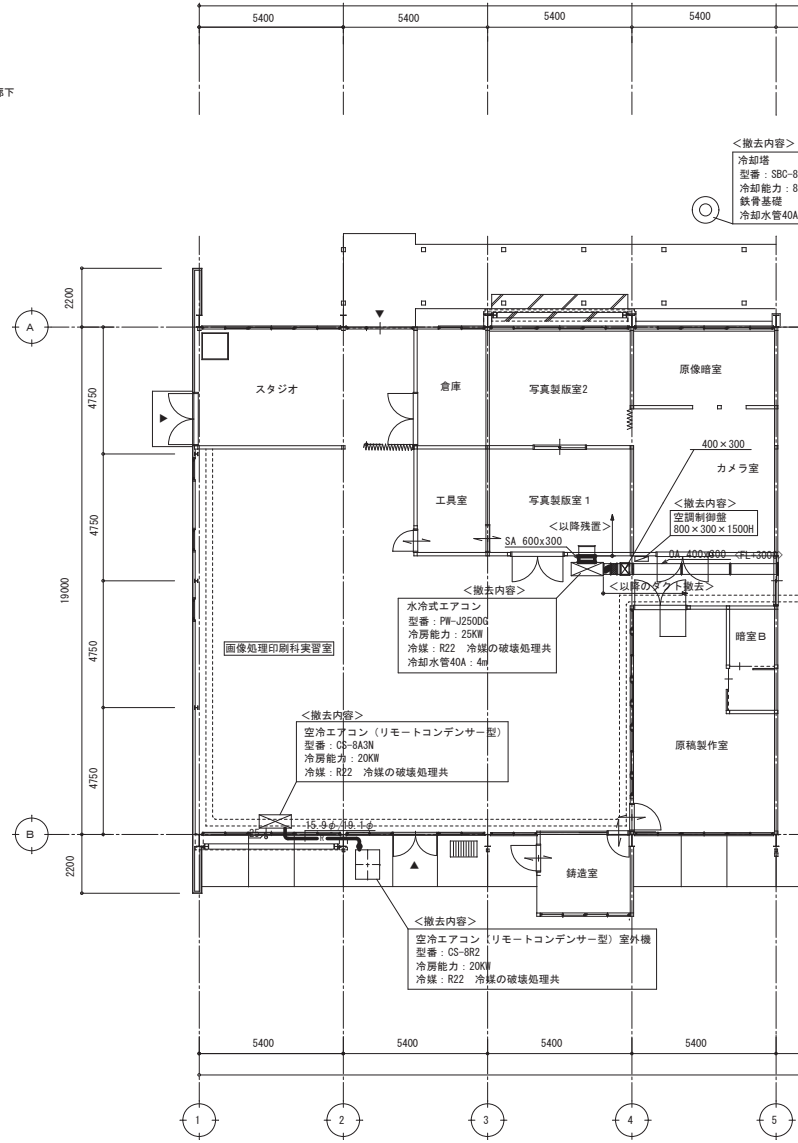 5400 5400 5400 5400
部下
<撤去内容>
冷却塔
型番：SBC-8
冷却能力：8
鉄骨基礎
冷却水管40A
2200
A
スタジオ
倉庫
写真製版室2
原像暗室
4750
400×300
カメラ室
工具室
写真製版室1
<撤去内容>
空調制御盤
800×300×1500H
<以降残置>
SA 600x300
OA 400x600 <FL+3000>
4750
<以降のダクト撤去>
19000
<撤去内容>
水冷式エアコン
型番：PW-J250DG
冷房能力：25KW
冷媒：R22 冷媒の破壊処理共
冷却水管40A：4m
暗室B
画像処理印刷科実習室
4750
原稿製作室
<撤去内容>
空冷エアコン（リモートコンデンサー型）
型番：CS-8A3N
冷房能力：20KW
冷媒：R22 冷媒の破壊処理共
4750
15.9φ/19.1φ
B
2200
鋳造室
<撤去内容>
空冷エアコン（リモートコンデンサー型）室外機
型番：CS-8R2
冷房能力：20KW
冷媒：R22 冷媒の破壊処理共
5400 5400 5400 5400
1 2 3 4 5